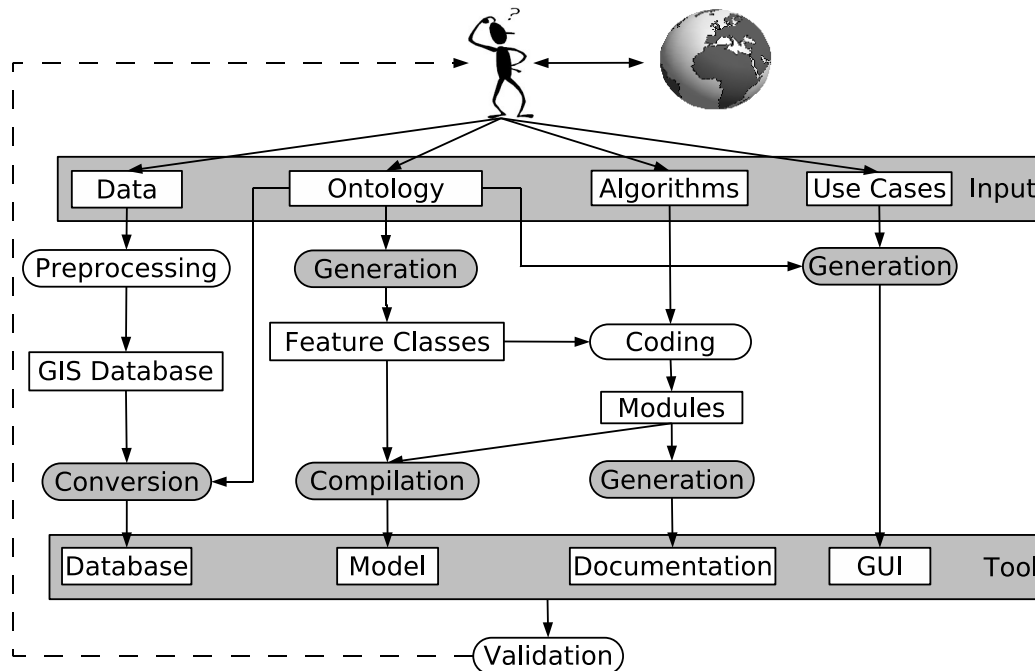 ?
Data
Ontology
Algorithms
Use Cases
Input
Preprocessing
Generation
Generation
Feature Classes
Coding
GIS Database
Modules
Conversion
Compilation
Generation
Database
Model
Documentation
GUI
Tool
Validation